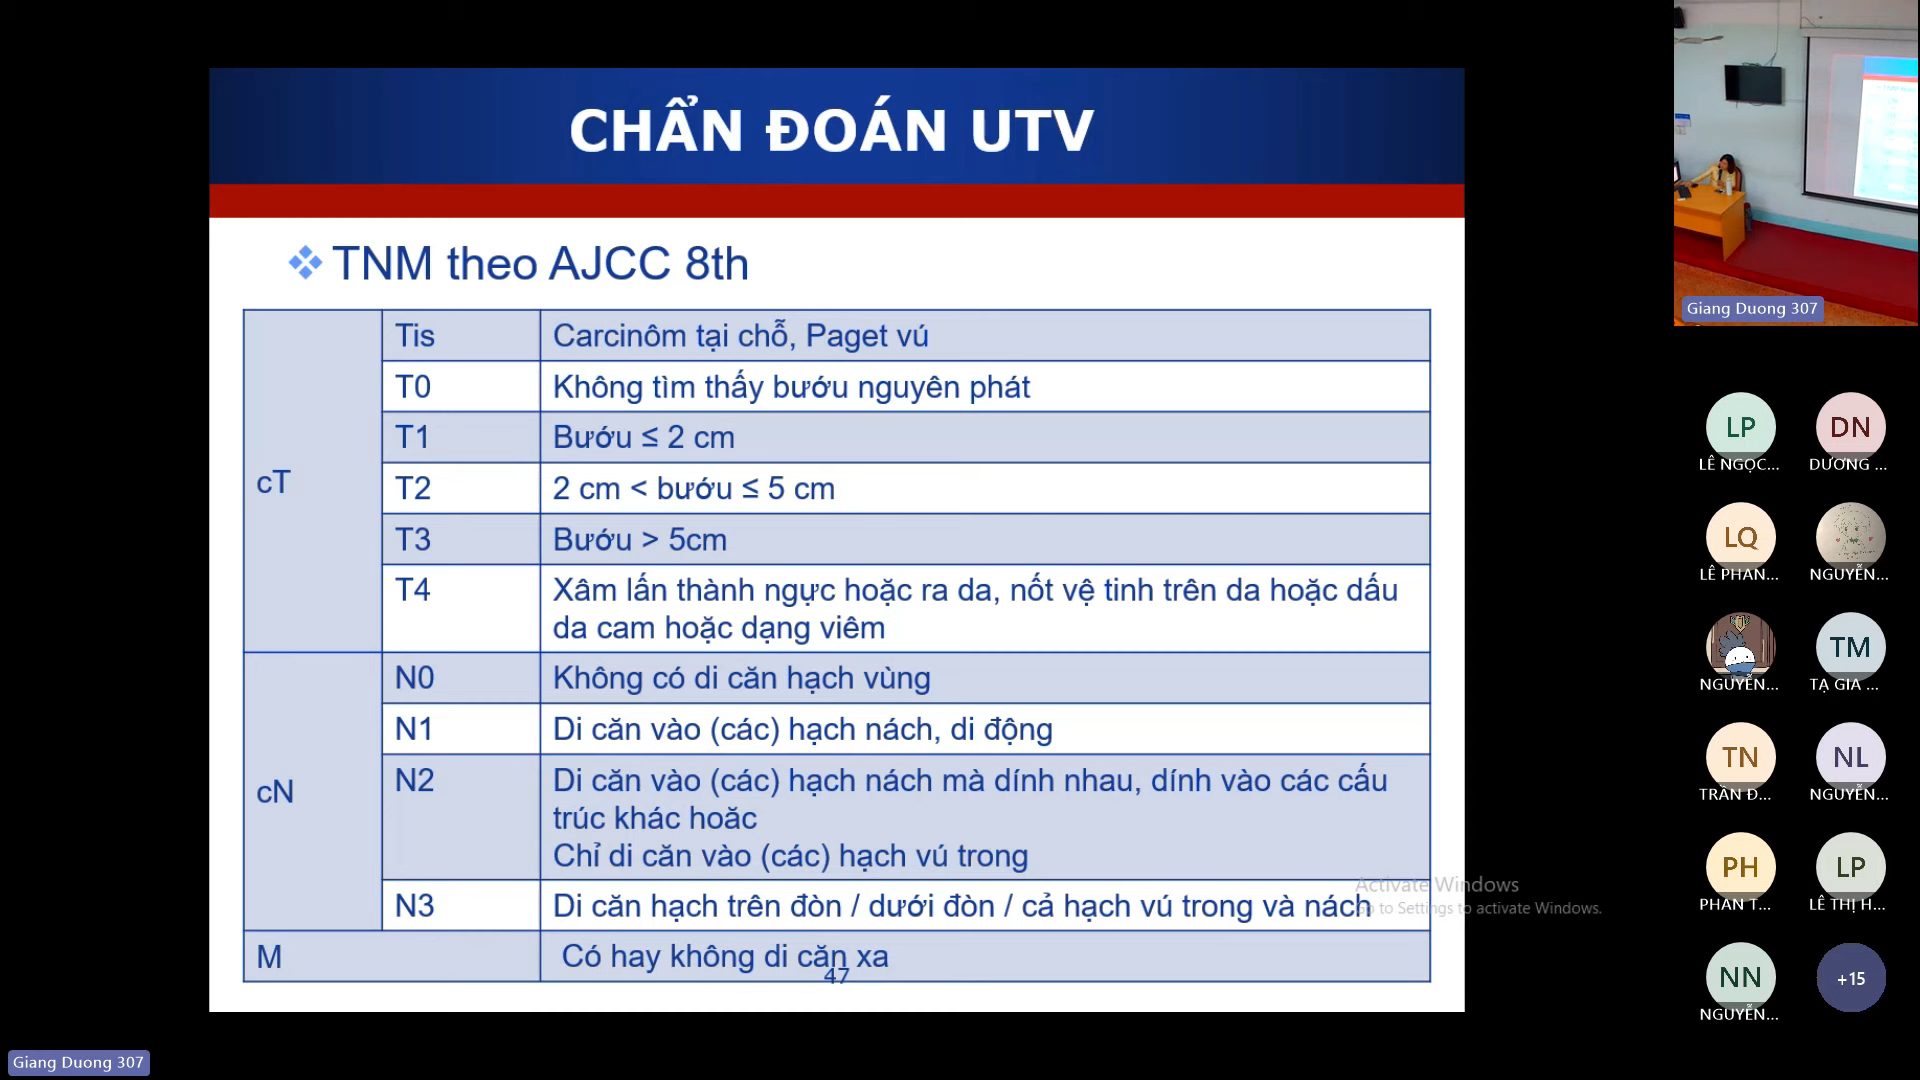 CHẨN ĐOÁN UTV
TNM theo AJCC 8th
cT
Tis
Carcinôm tại chỗ, Paget vú
T0
Không tìm thấy bướu nguyên phát
T1
Bướu ≤ 2 cm
T2
2 cm < bướu ≤ 5 cm
T3
Bướu > 5cm
T4
Xâm lấn thành ngực hoặc ra da, nốt vệ tinh trên da hoặc dấu
da cam hoặc dạng viêm
cN
N0
Không có di căn hạch vùng
N1
Di căn vào (các) hạch nách, di động
N2
Di căn vào (các) hạch nách mà dính nhau, dính vào các cấu
trúc khác hoặc
Chỉ di căn vào (các) hạch vú trong
N3
Di căn hạch trên đòn / dưới đòn / cả hạch vú trong và nách
M
Có hay không di căn xa
47
Activate Windows
Go to Settings to activate Windows.
Giang Duong 307
LP
LÊ NGỌC...
DN
DƯƠNG ...
LQ
LÊ PHAN...
NGUYỄN...
NGUYỄN...
TM
TẠ GIA ...
TN
TRẦN Đ...
NL
NGUYỄN...
PH
PHAN T...
LP
LÊ THỊ H...
NN
NGUYỄN...
+15
Giang Duong 307